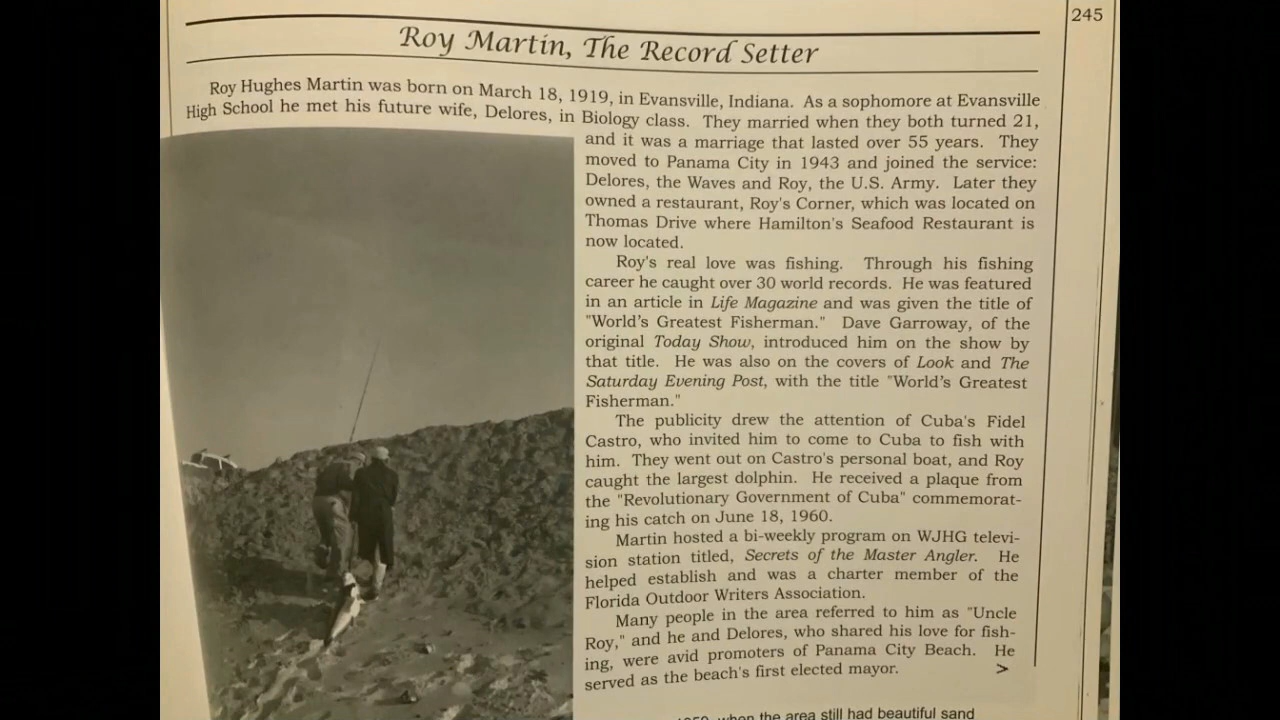 245
Roy Martin, The Record Setter
Roy Hughes Martin was born on March 18, 1919, in Evansville, Indiana. As a sophomore at Evansville
High School he met his future wife, Delores, in Biology class. They married when they both turned 21,
and it was a marriage that lasted over 55 years. They
moved to Panama City in 1943 and joined the service:
Delores, the Waves and Roy, the U.S. Army. Later they
owned a restaurant, Roy's Corner, which was located on
Thomas Drive where Hamilton's Seafood Restaurant is
now located.
Roy's real love was fishing. Through his fishing
career he caught over 30 world records. He was featured
in an article in Life Magazine and was given the title of
"World's Greatest Fisherman." Dave Garroway, of the
original Today Show, introduced him on the show by
that title. He was also on the covers of Look and The
Saturday Evening Post, with the title "World's Greatest
Fisherman."
The publicity drew the attention of Cuba's Fidel
Castro, who invited him to come to Cuba to fish with
him. They went out on Castro's personal boat, and Roy
caught the largest dolphin. He received a plaque from
the "Revolutionary Government of Cuba" commemorat-
ing his catch on June 18, 1960.
Martin hosted a bi-weekly program on WJHG televi-
sion station titled, Secrets of the Master Angler. He
helped establish and was a charter member of the
Florida Outdoor Writers Association.
Many people in the area referred to him as "Uncle
Roy," and he and Delores, who shared his love for fish-
ing, were avid promoters of Panama City Beach. He
served as the beach's first elected mayor. >
when the area still had beautiful sand